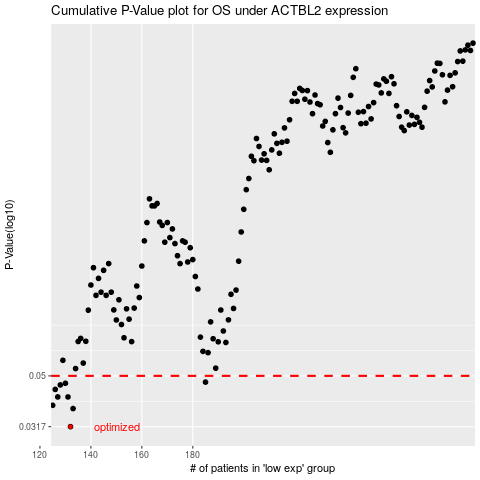 Cumulative P-Value plot for OS under ACTBL2 expression
P-Value(log10)
0.05
0.0317
optimized
120 140 160 180
# of patients in 'low exp' group